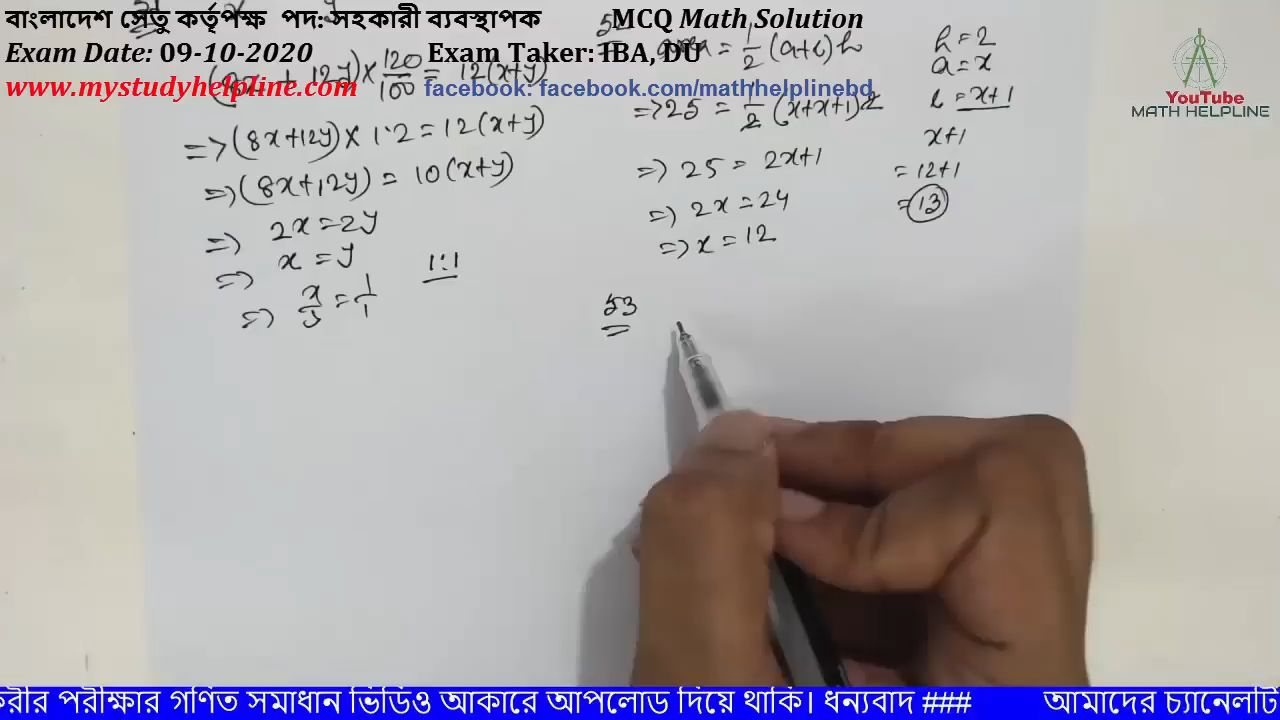 বাংলাদেশ সেতু কর্তৃপক্ষ পদ: সহকারী ব্যবস্থাপক MCQ Math Solution
Exam Date: 09-10-2020 Exam Taker: IBA, DU
www.mystudyhelpline.com facebook: facebook.com/mathhelplinebd
YouTube
MATH HELPLINE
(8x + 12y) × 120/100 = 12(x+y)
=> (8x+12y) × 1.2 = 12(x+y)
=> (8x+12y) = 10(x+y)
=> 2x = 2y
=> x = y
=> x/y = 1/1
1:1
area = 1/2 (a+b) h
=> 25 = 1/2 (x+x+1) 2
=> 25 = 2x+1
=> 2x = 24
=> x = 12
h = 2
a = x
b = x+1
x+1
= 12+1
= 13
53
করীর পরীক্ষার গণিত সমাধান ভিডিও আকারে আপলোড দিয়ে থাকি। ধন্যবাদ ### আমাদের চ্যানেলটি